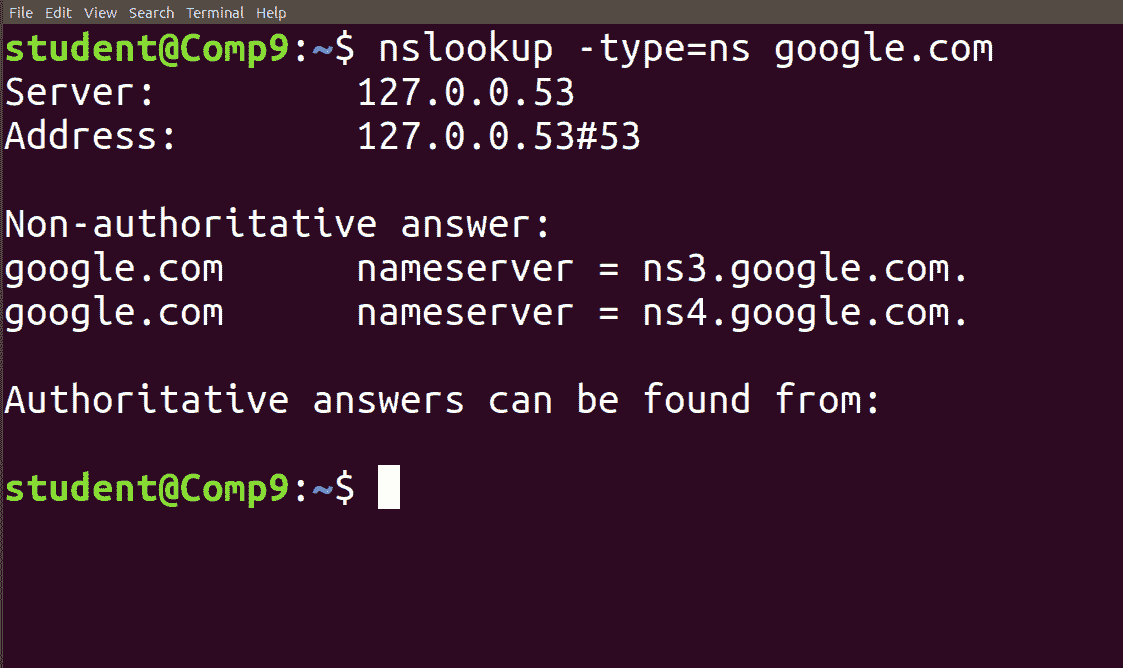 File Edit View Search Terminal Help
student@Comp9:~$ nslookup -type=ns google.com
Server: 127.0.0.53
Address: 127.0.0.53#53
Non-authoritative answer:
google.com nameserver = ns3.google.com.
google.com nameserver = ns4.google.com.
Authoritative answers can be found from:
student@Comp9:~$